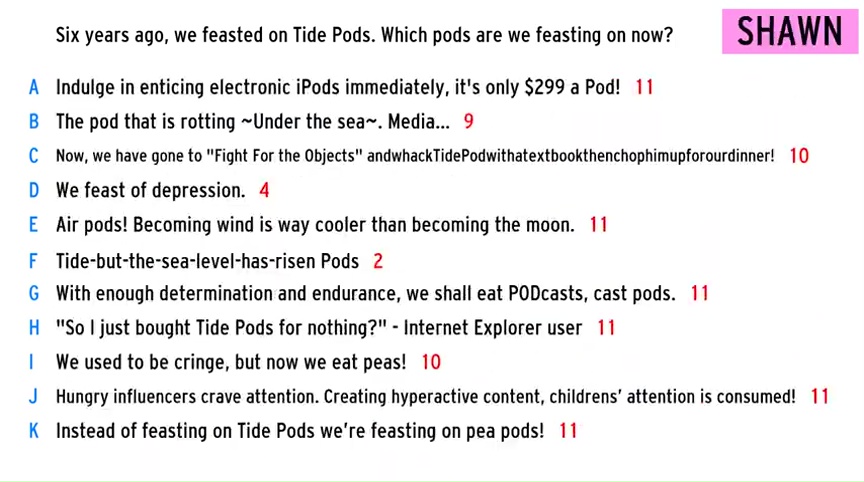 Six years ago, we feasted on Tide Pods. Which pods are we feasting on now?
SHAWN
A Indulge in enticing electronic iPods immediately, it's only $299 a Pod! 11
B The pod that is rotting ~Under the sea~. Media... 9
C Now, we have gone to "Fight For the Objects" andwhackTidePodwithatextbookthenchophimupforourdinner! 10
D We feast of depression. 4
E Air pods! Becoming wind is way cooler than becoming the moon. 11
F Tide-but-the-sea-level-has-risen Pods 2
G With enough determination and endurance, we shall eat PODcasts, cast pods. 11
H "So I just bought Tide Pods for nothing?" - Internet Explorer user 11
I We used to be cringe, but now we eat peas! 10
J Hungry influencers crave attention. Creating hyperactive content, childrens’ attention is consumed! 11
K Instead of feasting on Tide Pods we’re feasting on pea pods! 11